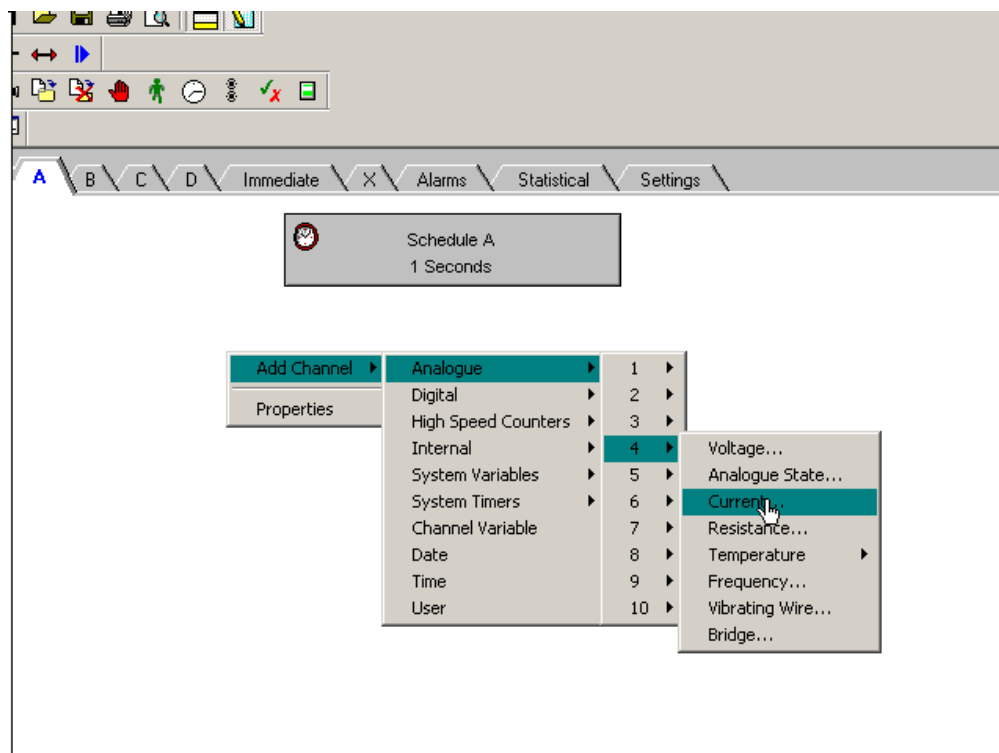 A B C D Immediate X Alarms Statistical Settings
Schedule A
1 Seconds
Add Channel
Properties
Analogue
Digital
High Speed Counters
Internal
System Variables
System Timers
Channel Variable
Date
Time
User
1
2
3
4
5
6
7
8
9
10
Voltage...
Analogue State...
Current...
Resistance...
Temperature
Frequency...
Vibrating Wire...
Bridge...